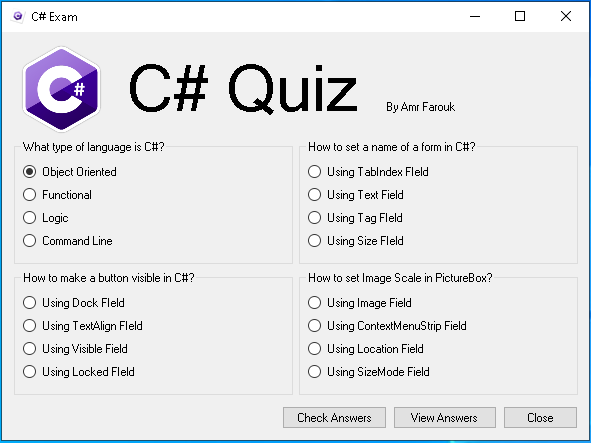 C# Exam
C#
C# Quiz
By Amr Farouk
What type of language is C#?
Object Oriented
Functional
Logic
Command Line
How to set a name of a form in C#?
Using TabIndex FIeld
Using Text Field
Using Tag FIeld
Using Size FIeld
How to make a button visible in C#?
Using Dock FIeld
Using TextAlign FIeld
Using Visible Field
Using Locked FIeld
How to set Image Scale in PictureBox?
Using Image Field
Using ContextMenuStrip Field
Using Location Field
Using SizeMode Field
Check Answers
View Answers
Close